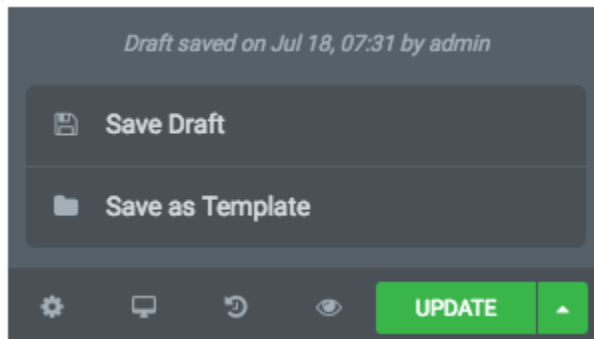 Draft saved on Jul 18, 07:31 by admin
Save Draft
Save as Template
UPDATE